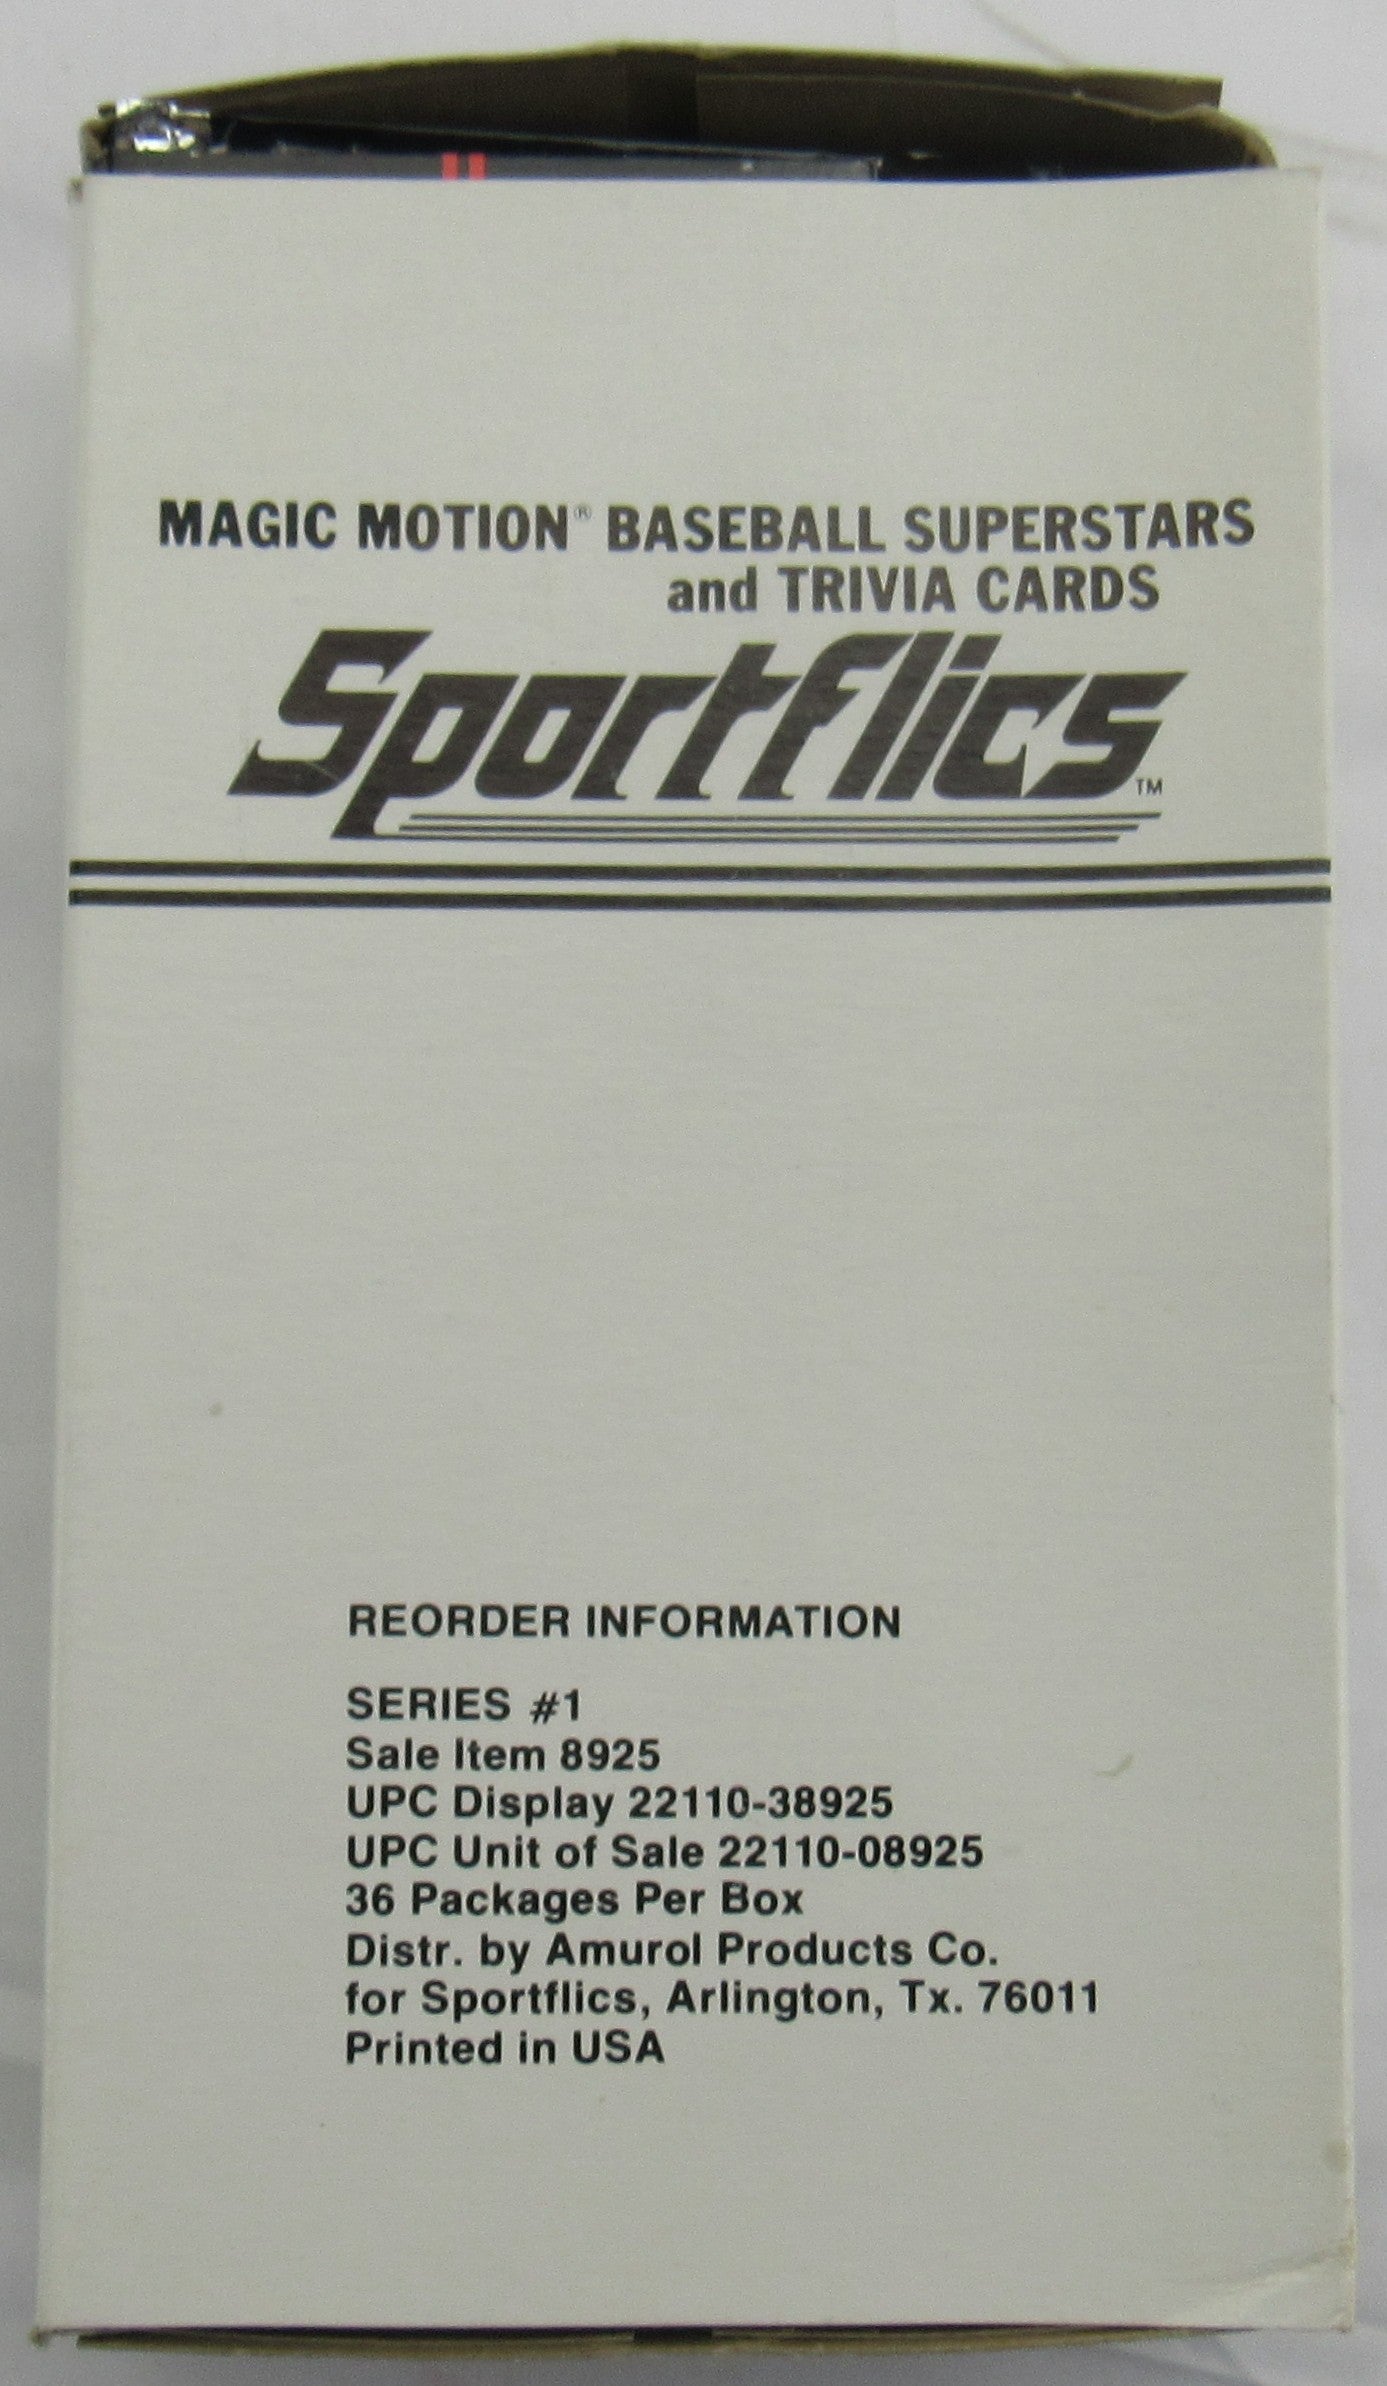 MAGIC MOTION® BASEBALL SUPERSTARS
and TRIVIA CARDS
Sportflics™
REORDER INFORMATION
SERIES #1
Sale Item 8925
UPC Display 22110-38925
UPC Unit of Sale 22110-08925
36 Packages Per Box
Distr. by Amurol Products Co.
for Sportflics, Arlington, Tx. 76011
Printed in USA